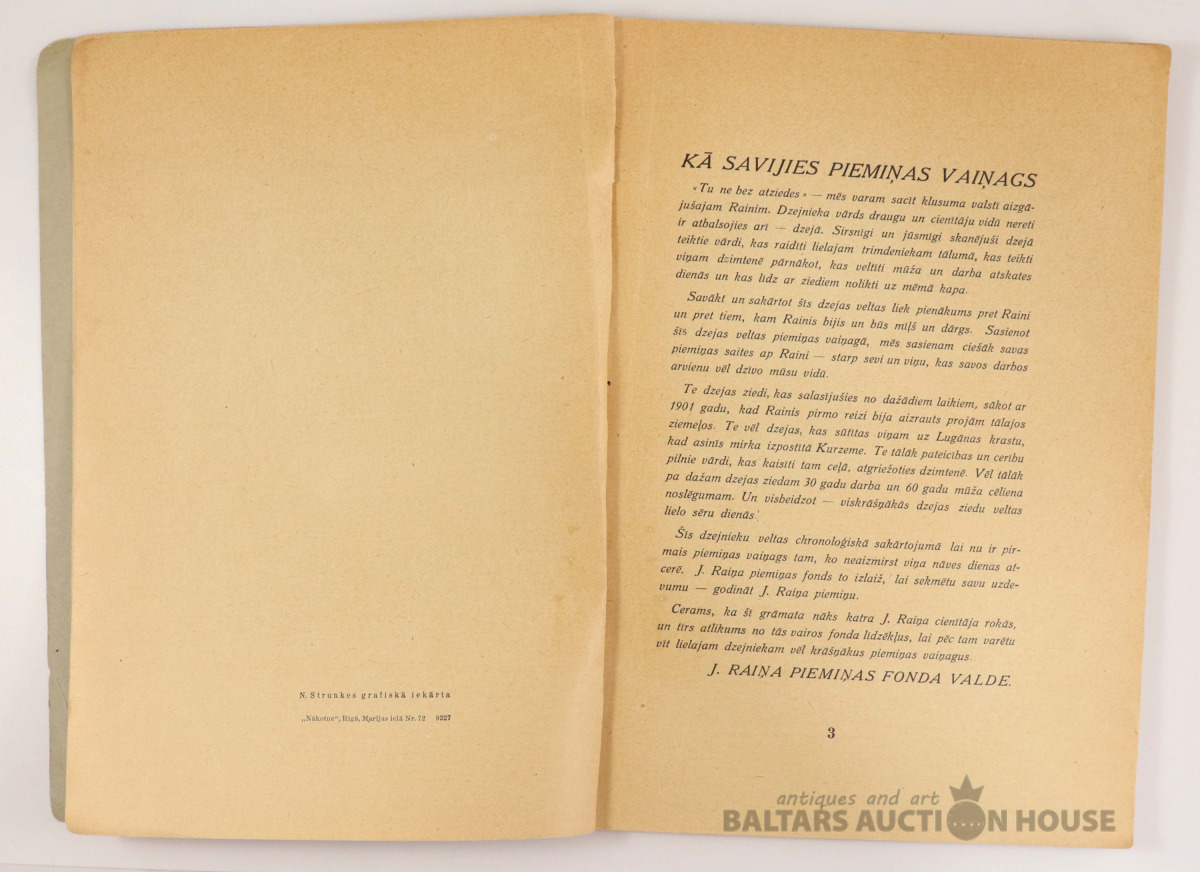 N. Strunkes grafiskā iekārta
„Nākotne“, Rīgā, Marijas ielā Nr. 72 9227
KĀ SAVIJIES PIEMIŅAS VAIŅAGS
«Tu ne bez atziedes» — mēs varam sacīt klusuma valstī aizgā-
jušajam Rainim. Dzejnieka vārds draugu un cienītāju vidū nereti
ir atbalsojies arī — dzejā. Sirsnīgi un jūsmīgi skanējuši dzejā
teiktie vārdi, kas raidīti lielajam trimdeniekam tālumā, kas teikti
viņam dzimtenē pārnākot, kas veltīti mūža un darba atskates
dienās un kas līdz ar ziediem nolikti uz mēmā kapa.
Savākt un sakārtot šīs dzejas veltas liek pienākums pret Raini
un pret tiem, kam Rainis bijis un būs mīļš un dārgs. Sasienot
šīs dzejas veltas piemiņas vaiņagā, mēs sasienam ciešāk savas
piemiņas saites ap Raini — starp sevi un viņu, kas savos darbos
arvienu vēl dzīvo mūsu vidū.
Te dzejas ziedi, kas salasījušies no dažādiem laikiem, sākot ar
1901 gadu, kad Rainis pirmo reizi bija aizrauts projām tālajos
ziemeļos. Te vēl dzejas, kas sūtītas viņam uz Lugānas krastu,
kad asinīs mirka izpostītā Kurzeme. Te tālāk pateicības un cerību
pilnie vārdi, kas kaisīti tam ceļā, atgriežoties dzimtenē. Vēl tālāk
pa dažam dzejas ziedam 30 gadu darba un 60 gadu mūža cēliena
noslēgumam. Un visbeidzot — viskrāšņākās dzejas ziedu veltas
lielo sēru dienās.
Šīs dzejnieku veltas chronoloģiskā sakārtojumā lai nu ir pir-
mais piemiņas vaiņags tam, ko neaizmirst viņa nāves dienas at-
cerē. J. Raiņa piemiņas fonds to izlaiž, lai sekmētu savu uzde-
vumu — godināt J. Raiņa piemiņu.
Cerams, ka šī grāmata nāks katra J. Raiņa cienītāja rokās,
un tīrs atlikums no tās vairos fonda līdzekļus, lai pēc tam varētu
vīt lielajam dzejniekam vēl krāšņākus piemiņas vaiņagus.
J. RAIŅA PIEMIŅAS FONDA VALDE.
3
antiques and art
BALTARS AUCTION HOUSE